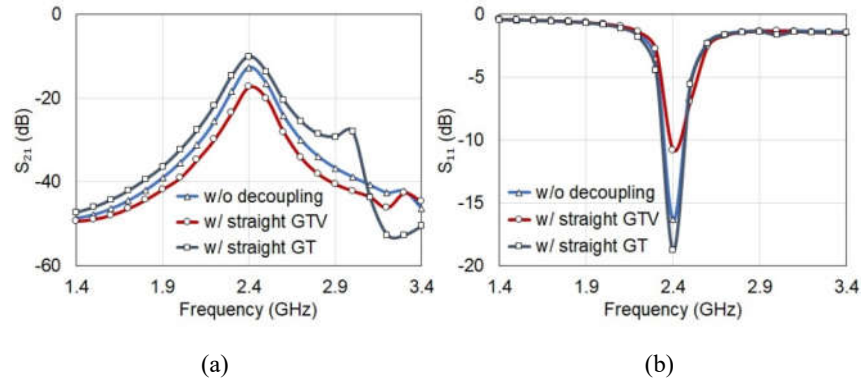 0
-20
-40
-60
S21 (dB)
w/o decoupling
w/ straight GTV
w/ straight GT
1.4
1.9
2.4
2.9
3.4
Frequency (GHz)
(a)
0
-5
-10
-15
-20
S11 (dB)
w/o decoupling
w/ straight GTV
w/ straight GT
1.4
1.9
2.4
2.9
3.4
Frequency (GHz)
(b)